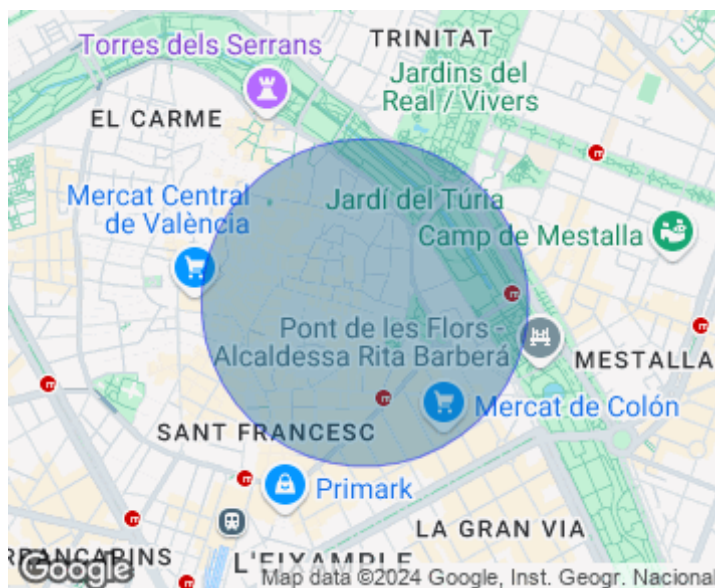 TRINITAT
Torres dels Serrans
Jardins del
Real / Vivers
EL CARME
Mercat Central
de València
Jardí del Túria
Camp de Mestalla
Pont de les Flors -
Alcaldessa Rita Barberá
MESTALLA
Mercat de Colón
SANT FRANCESC
Primark
LA GRAN VIA
L'EIXAMPLE
Google
Map data ©2024 Google, Inst. Geogr. Nacional